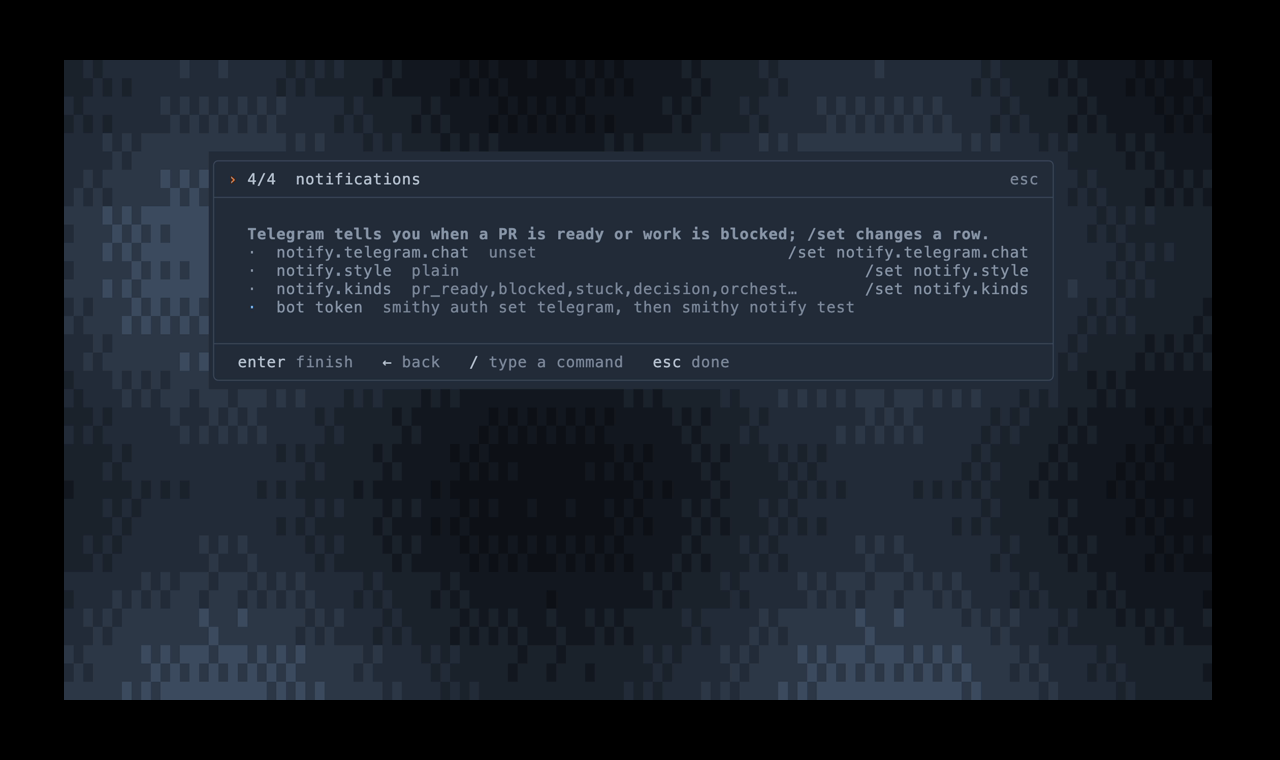 › 4/4 notifications esc
Telegram tells you when a PR is ready or work is blocked; /set changes a row.
· notify.telegram.chat unset /set notify.telegram.chat
· notify.style plain /set notify.style
· notify.kinds pr_ready,blocked,stuck,decision,orchest… /set notify.kinds
· bot token smithy auth set telegram, then smithy notify test
enter finish ← back / type a command esc done